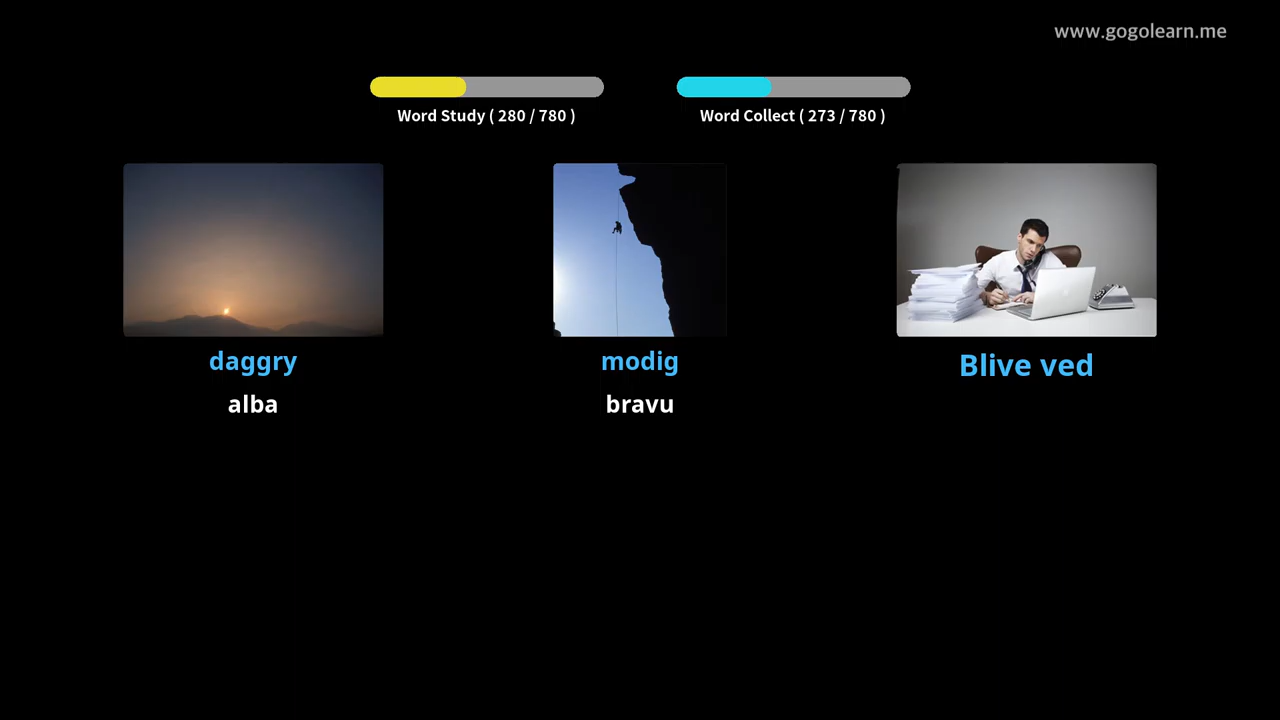 www.gogolearn.me
Word Study ( 280 / 780 )
Word Collect ( 273 / 780 )
daggry
alba
modig
bravu
Blive ved